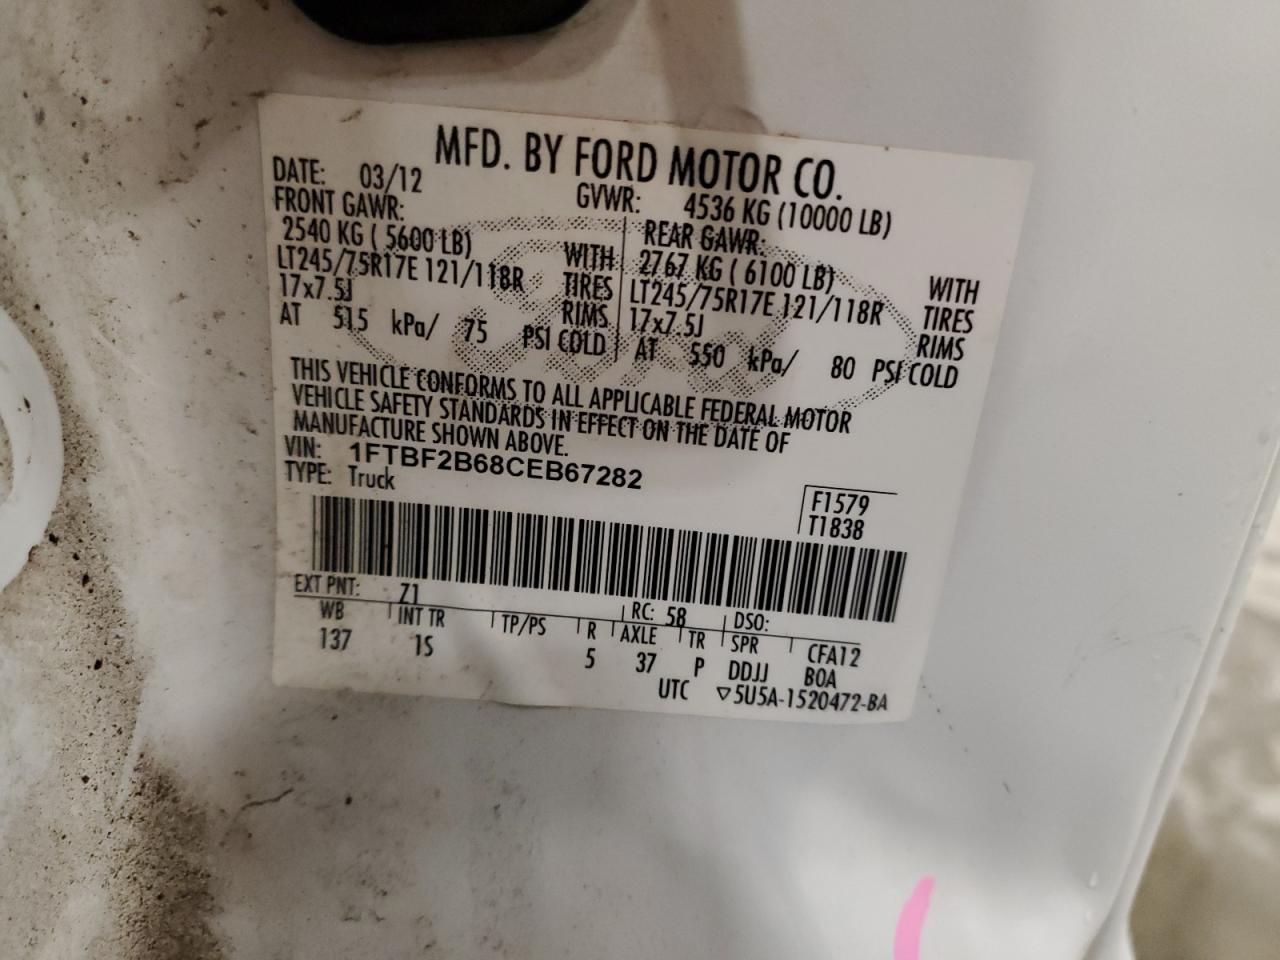 MFD. BY FORD MOTOR CO.
DATE: 03/12 GVWR: 4536 KG (10000 LB)
FRONT GAWR: REAR GAWR:
2540 KG ( 5600 LB) WITH 2767 KG ( 6100 LB) WITH
LT245/75R17E 121/118R TIRES LT245/75R17E 121/118R TIRES
17x7.5J RIMS 17x7.5J RIMS
AT 515 kPa/ 75 PSI COLD AT 550 kPa/ 80 PSI COLD
THIS VEHICLE CONFORMS TO ALL APPLICABLE FEDERAL MOTOR
VEHICLE SAFETY STANDARDS IN EFFECT ON THE DATE OF
MANUFACTURE SHOWN ABOVE.
VIN: 1FTBF2B68CEB67282
TYPE: Truck
F1579
T1838
EXT PNT: Z1 RC: 58 DSO:
WB INT TR TP/PS R AXLE TR SPR CFA12
137 1S 5 37 P DDJJ BOA
UTC ▽5U5A-1520472-BA